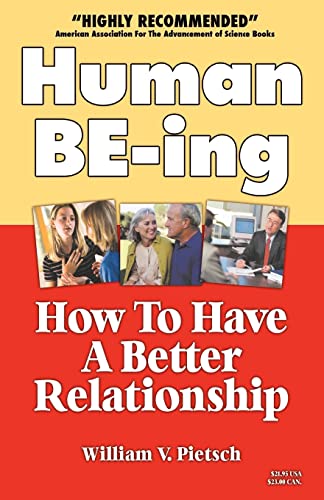 "HIGHLY RECOMMENDED"
American Association For The Advancement of Science Books
Human
BE-ing
How To Have
A Better
Relationship
William V. Pietsch
$21.95 USA
$23.00 CAN.